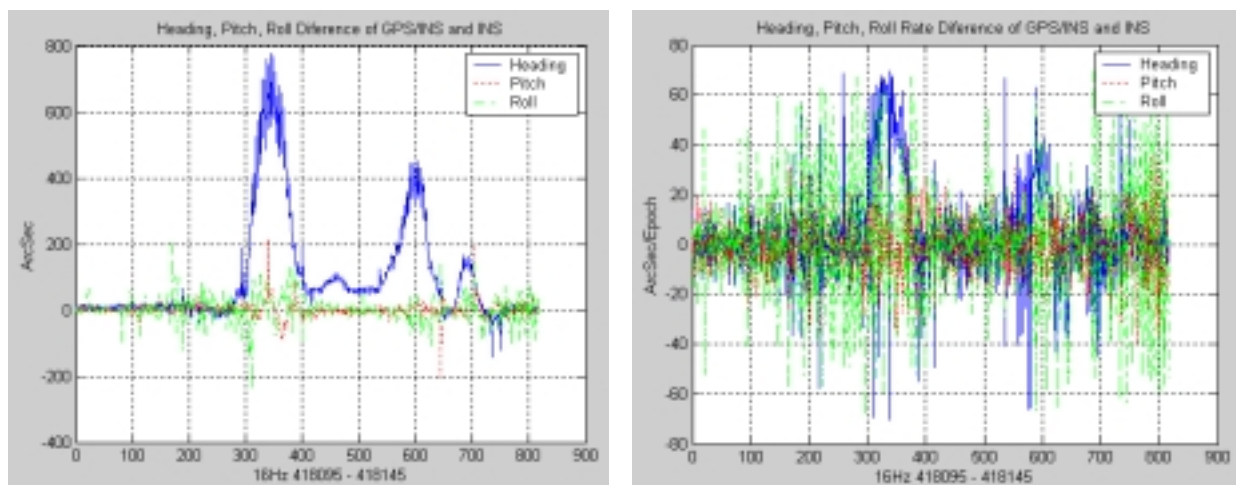 Heading, Pitch, Roll Diference of GPS/INS and INS
800
600
400
200
0
-200
-400
ArcSec
Heading
Pitch
Roll
0 100 200 300 400 500 600 700 800 900
16Hz 418095 - 418145
Heading, Pitch, Roll Rate Diference of GPS/INS and INS
80
60
40
20
0
-20
-40
-60
-80
ArcSec/Epoch
Heading
Pitch
Roll
0 100 200 300 400 500 600 700 800 900
16Hz 418095 - 418145